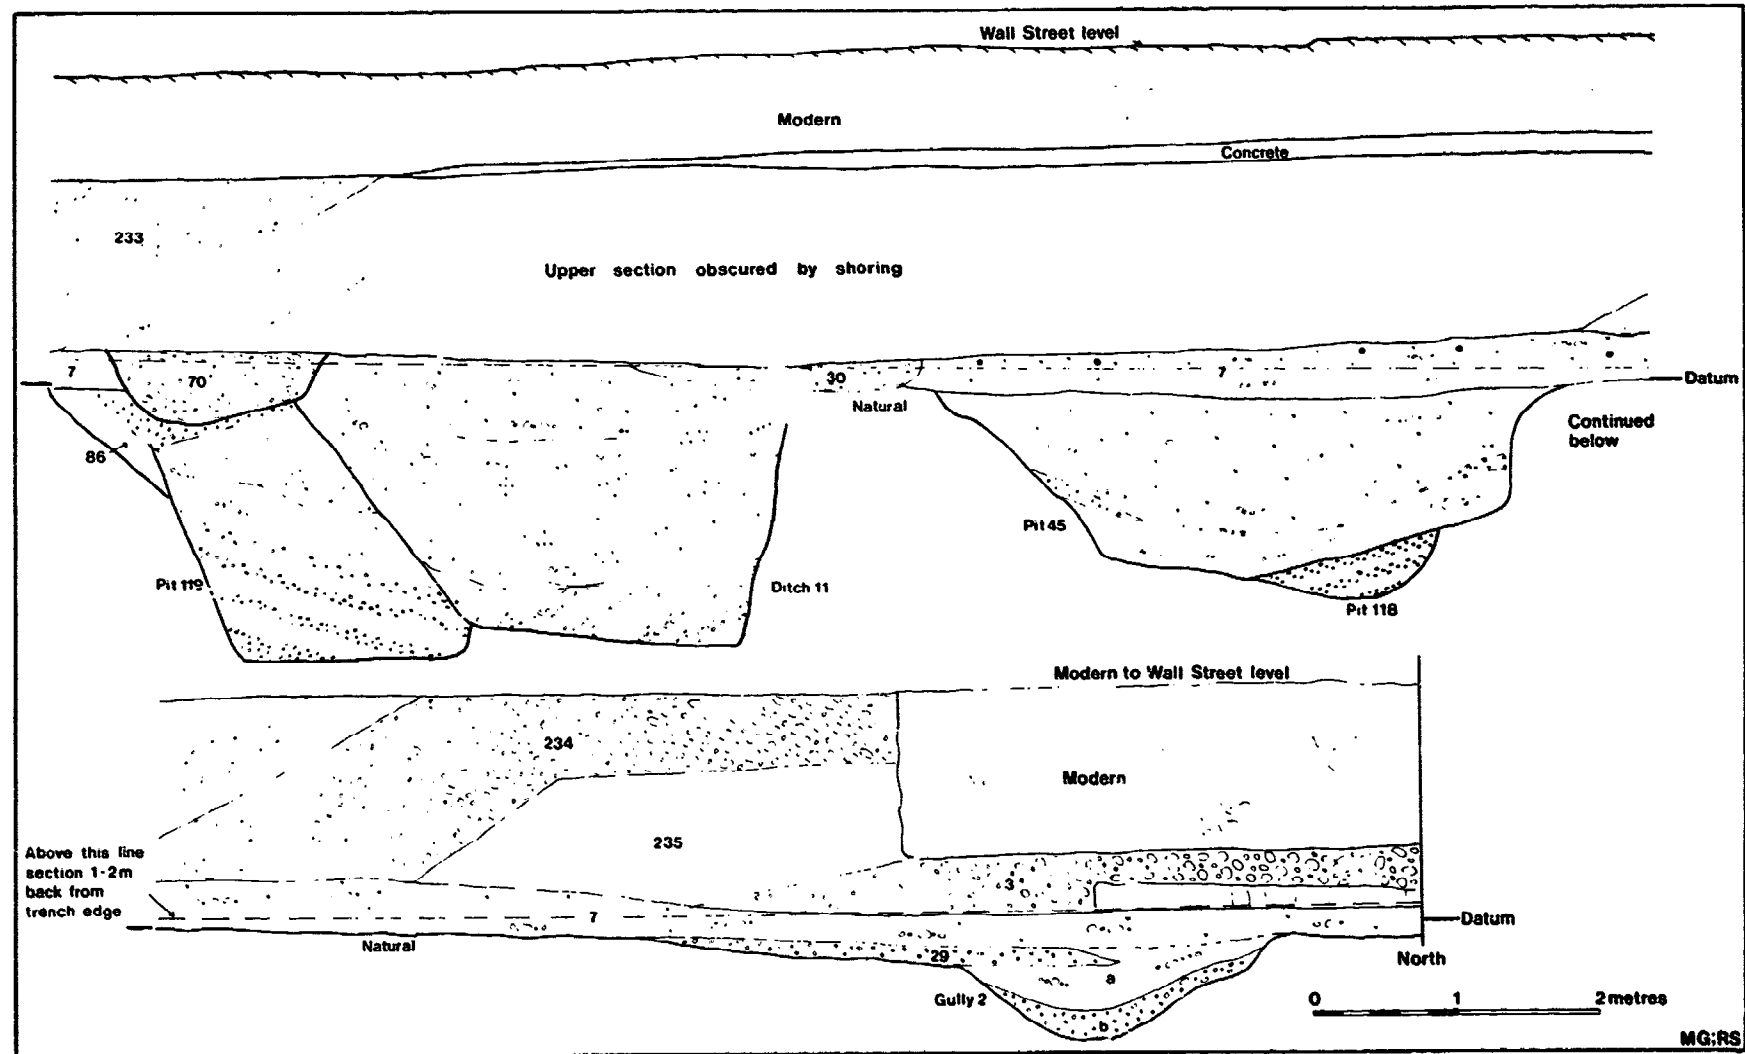 Wall Street level
Modern
Concrete
233
Upper section obscured by shoring
7
70
30
7
Datum
Natural
Continued
below
86
Pit 45
Pit 119
Ditch 11
Pit 118
Modern to Wall Street level
234
Modern
235
Above this line
section 1-2m
back from
trench edge
3
7
Datum
Natural
29
North
a
Gully 2
0 1 2 metres
b
MG;RS